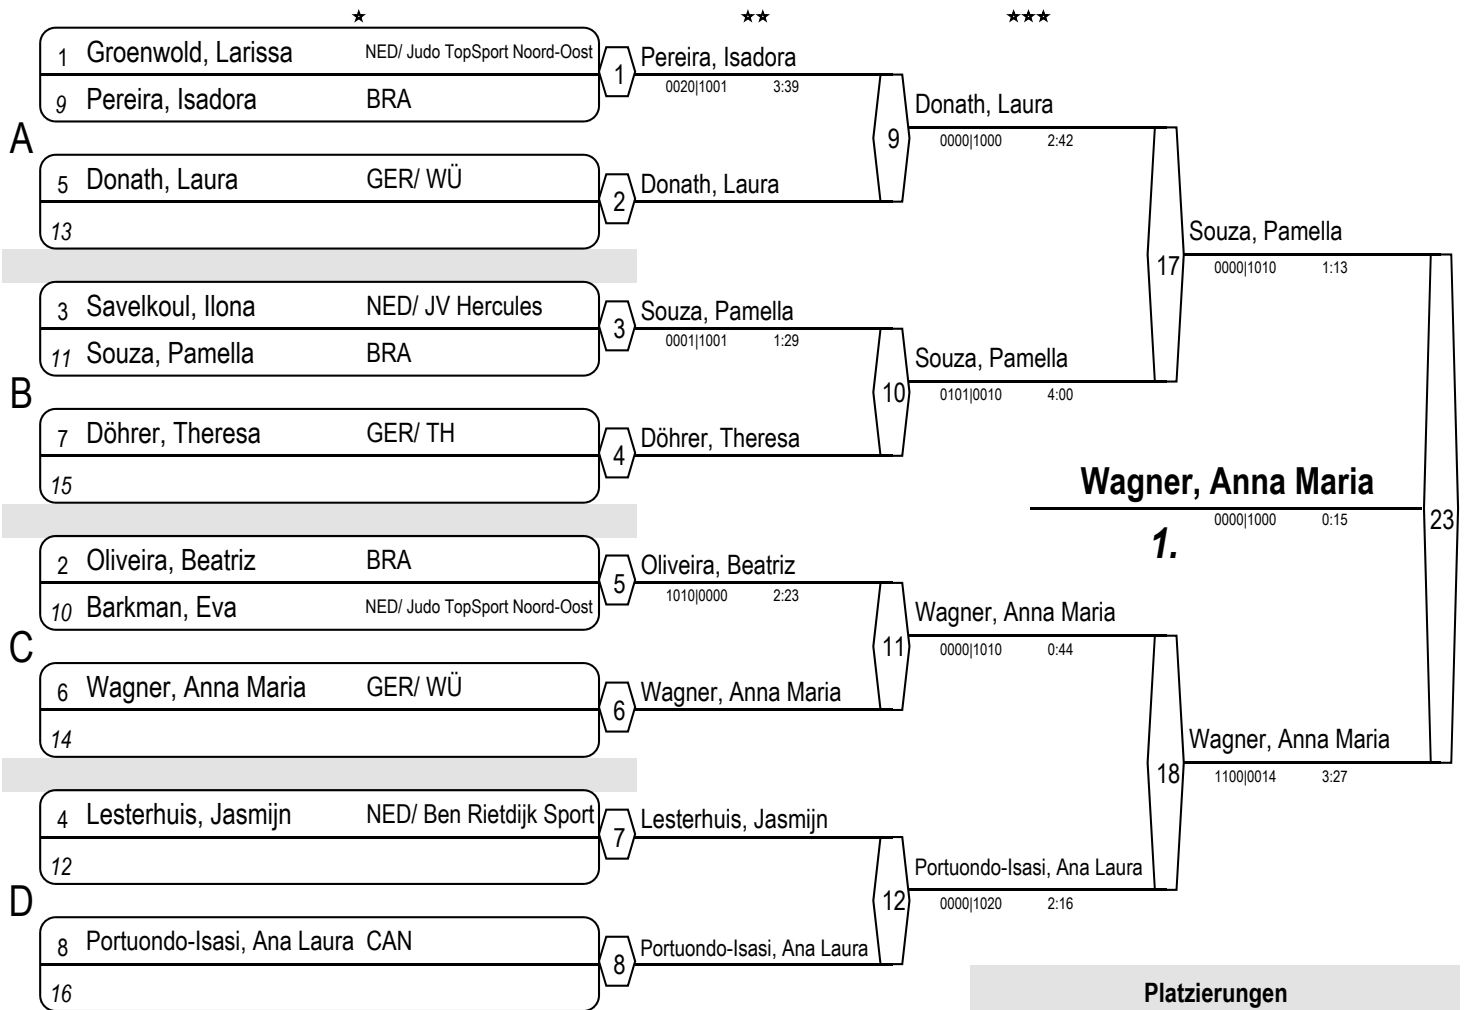 ★ ★★ ★★★
1 Groenwold, Larissa NED/ Judo TopSport Noord-Oost
9 Pereira, Isadora BRA
1 Pereira, Isadora
0020|1001 3:39
A
5 Donath, Laura GER/ WÜ
13
2 Donath, Laura
9 Donath, Laura
0000|1000 2:42
3 Savelkoul, Ilona NED/ JV Hercules
11 Souza, Pamella BRA
3 Souza, Pamella
0001|1001 1:29
B
7 Döhrer, Theresa GER/ TH
15
4 Döhrer, Theresa
10 Souza, Pamella
0101|0010 4:00
17 Souza, Pamella
0000|1010 1:13
2 Oliveira, Beatriz BRA
10 Barkman, Eva NED/ Judo TopSport Noord-Oost
5 Oliveira, Beatriz
1010|0000 2:23
C
6 Wagner, Anna Maria GER/ WÜ
14
6 Wagner, Anna Maria
11 Wagner, Anna Maria
0000|1010 0:44
4 Lesterhuis, Jasmijn NED/ Ben Rietdijk Sport
12
7 Lesterhuis, Jasmijn
D
8 Portuondo-Isasi, Ana Laura CAN
16
8 Portuondo-Isasi, Ana Laura
12 Portuondo-Isasi, Ana Laura
0000|1020 2:16
18 Wagner, Anna Maria
1100|0014 3:27
Wagner, Anna Maria
0000|1000 0:15
1.
23
Platzierungen